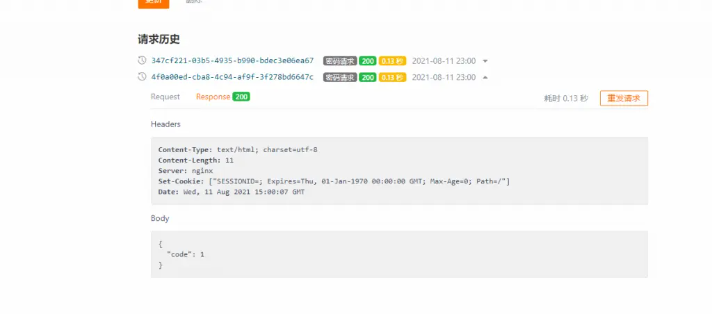 更新
请求历史
347cf221-03b5-4935-b990-bdec3e06ea67 密码请求 200 0.13 秒 2021-08-11 23:00
4f0a00ed-cba8-4c94-af9f-3f278bd6647c 密码请求 200 0.13 秒 2021-08-11 23:00
Request Response 200 耗时 0.13 秒 重发请求
Headers
Content-Type: text/html; charset=utf-8
Content-Length: 11
Server: nginx
Set-Cookie: ["SESSIONID=; Expires=Thu, 01-Jan-1970 00:00:00 GMT; Max-Age=0; Path=/"]
Date: Wed, 11 Aug 2021 15:00:07 GMT
Body
{
"code": 1
}